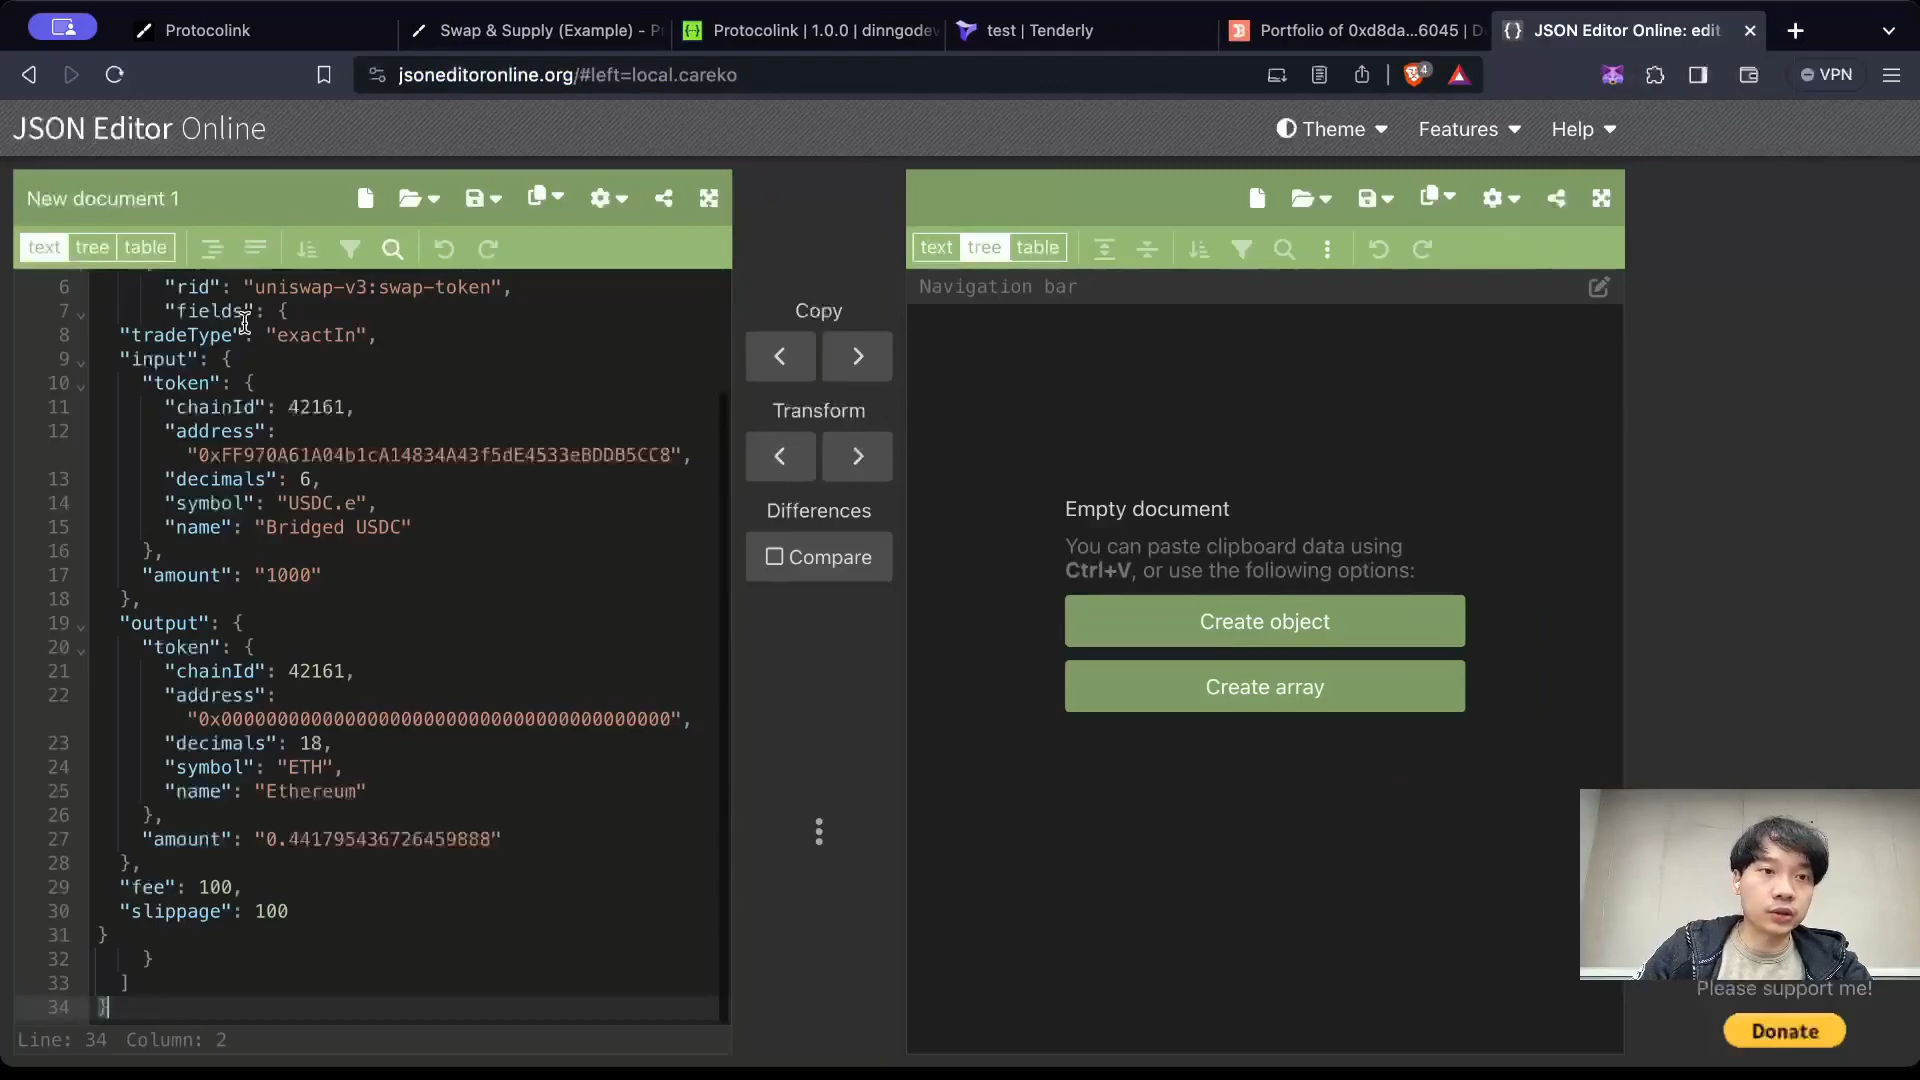 Protocolink
Swap & Supply (Example) - P
Protocolink | 1.0.0 | dinngodev
test | Tenderly
Portfolio of 0xd8da...6045 | D
JSON Editor Online: edit
jsoneditoronline.org/#left=local.careko
4
VPN
JSON Editor Online
Theme
Features
Help
New document 1
text
tree
table
6 "rid": "uniswap-v3:swap-token",
7 "fields": {
8 "tradeType": "exactIn",
9 "input": {
10 "token": {
11 "chainId": 42161,
12 "address":
"0xFF970A61A04b1cA14834A43f5dE4533eBDDB5CC8",
13 "decimals": 6,
14 "symbol": "USDC.e",
15 "name": "Bridged USDC"
16 },
17 "amount": "1000"
18 },
19 "output": {
20 "token": {
21 "chainId": 42161,
22 "address":
"0x0000000000000000000000000000000000000000",
23 "decimals": 18,
24 "symbol": "ETH",
25 "name": "Ethereum"
26 },
27 "amount": "0.441795436726459888"
28 },
29 "fee": 100,
30 "slippage": 100
31 }
32 }
33 ]
34 }
Line: 34 Column: 2
Copy
Transform
Differences
Compare
text
tree
table
Navigation bar
Empty document
You can paste clipboard data using
Ctrl+V, or use the following options:
Create object
Create array
Please support me!
Donate